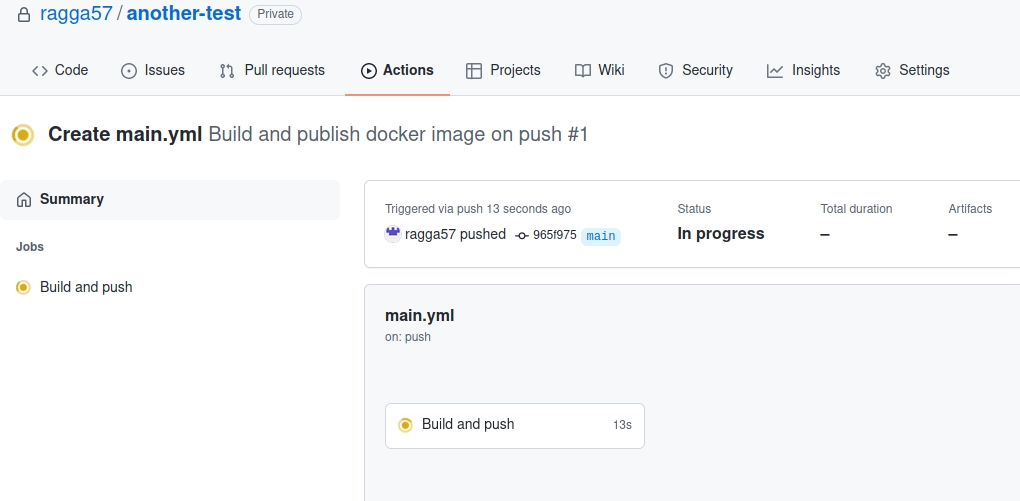 ragga57 / another-test Private
Code Issues Pull requests Actions Projects Wiki Security Insights Settings
Create main.yml Build and publish docker image on push #1
Summary
Jobs
Build and push
Triggered via push 13 seconds ago Status Total duration Artifacts
ragga57 pushed 965f975 main In progress – –
main.yml
on: push
Build and push 13s